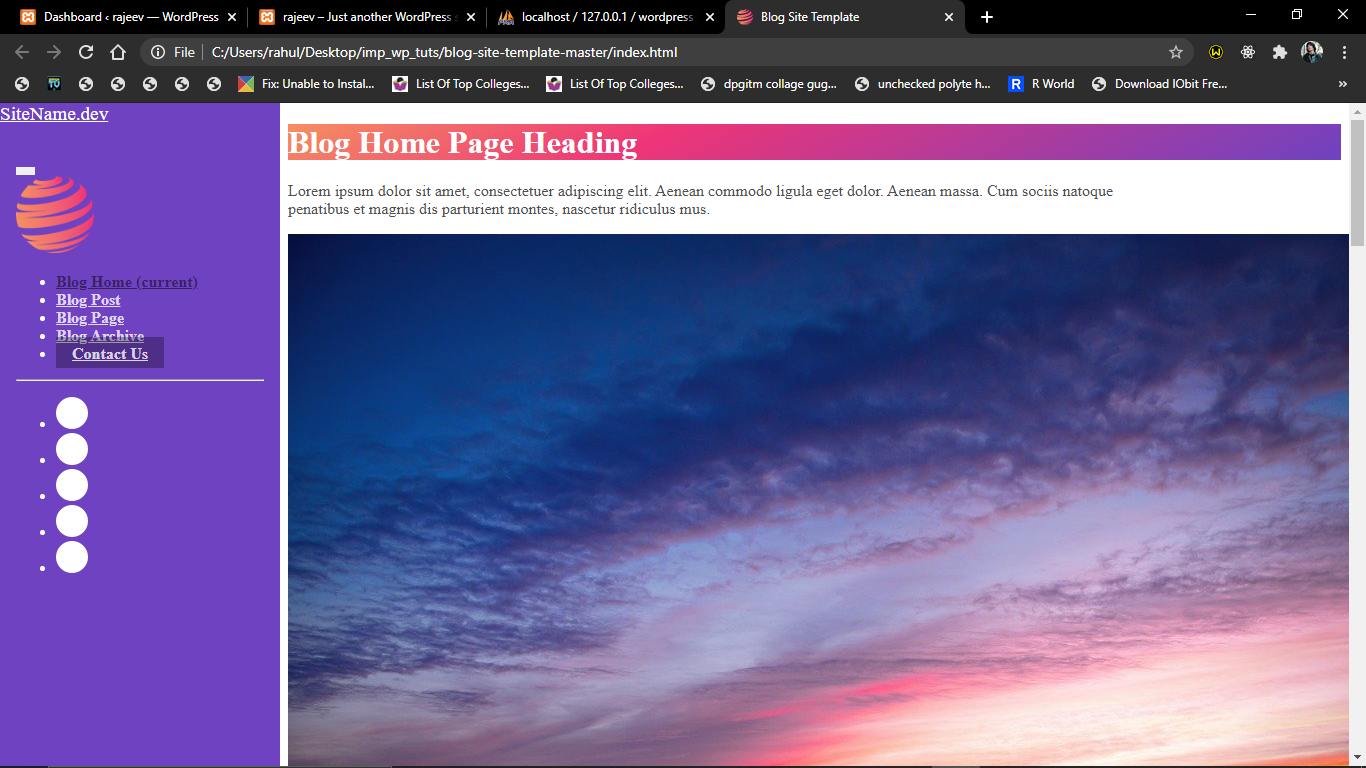 Dashboard ‹ rajeev — WordPress
rajeev – Just another WordPress s
localhost / 127.0.0.1 / wordpress
Blog Site Template
File
C:/Users/rahul/Desktop/imp_wp_tuts/blog-site-template-master/index.html
Fix: Unable to Instal...
List Of Top Colleges...
List Of Top Colleges...
dpgitm collage gug...
unchecked polyte h...
R
R World
Download IObit Fre...
»
SiteName.dev
Blog Home Page Heading
Lorem ipsum dolor sit amet, consectetuer adipiscing elit. Aenean commodo ligula eget dolor. Aenean massa. Cum sociis natoque
penatibus et magnis dis parturient montes, nascetur ridiculus mus.
Blog Home (current)
Blog Post
Blog Page
Blog Archive
Contact Us